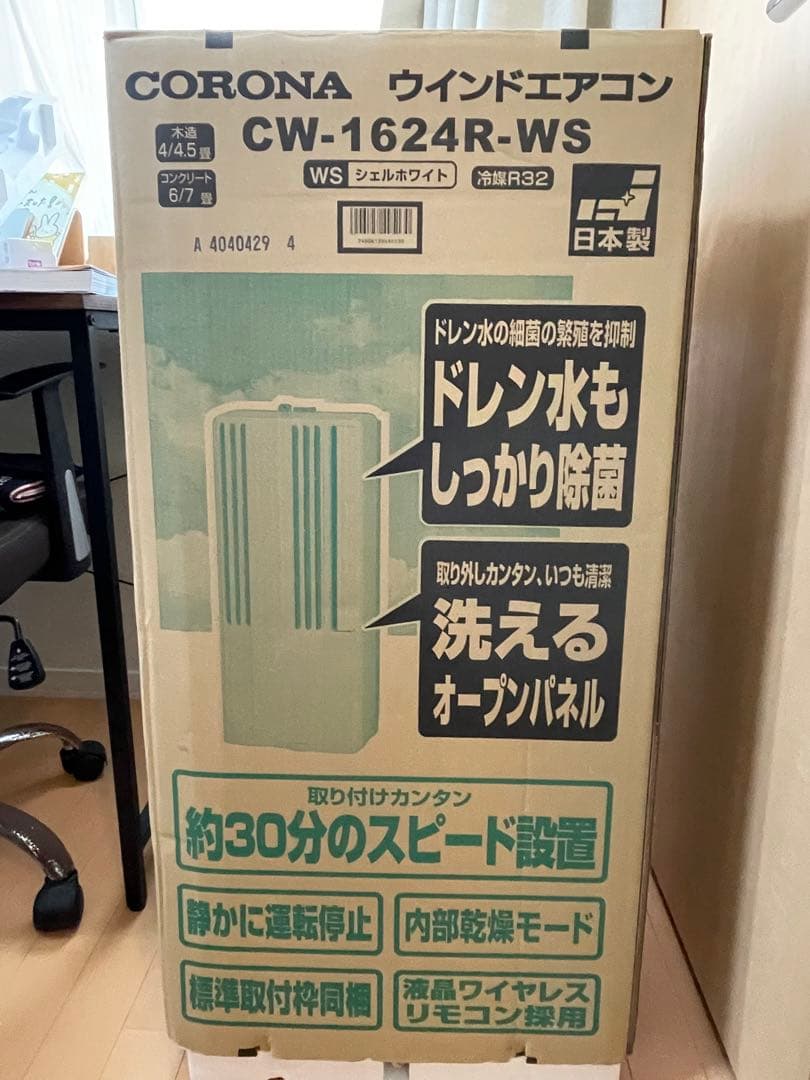 CORONA ウインドエアコン
木造
4/4.5 畳
CW-1624R-WS
コンクリート
6/7 畳
WS シェルホワイト 冷媒R32
日本製
A 4040429 4
ドレン水の細菌の繁殖を抑制
ドレン水も
しっかり除菌
取り外しカンタン、いつも清潔
洗える
オープンパネル
取り付けカンタン
約30分のスピード設置
静かに運転停止
内部乾燥モード
標準取付枠同梱
液晶ワイヤレス
リモコン採用